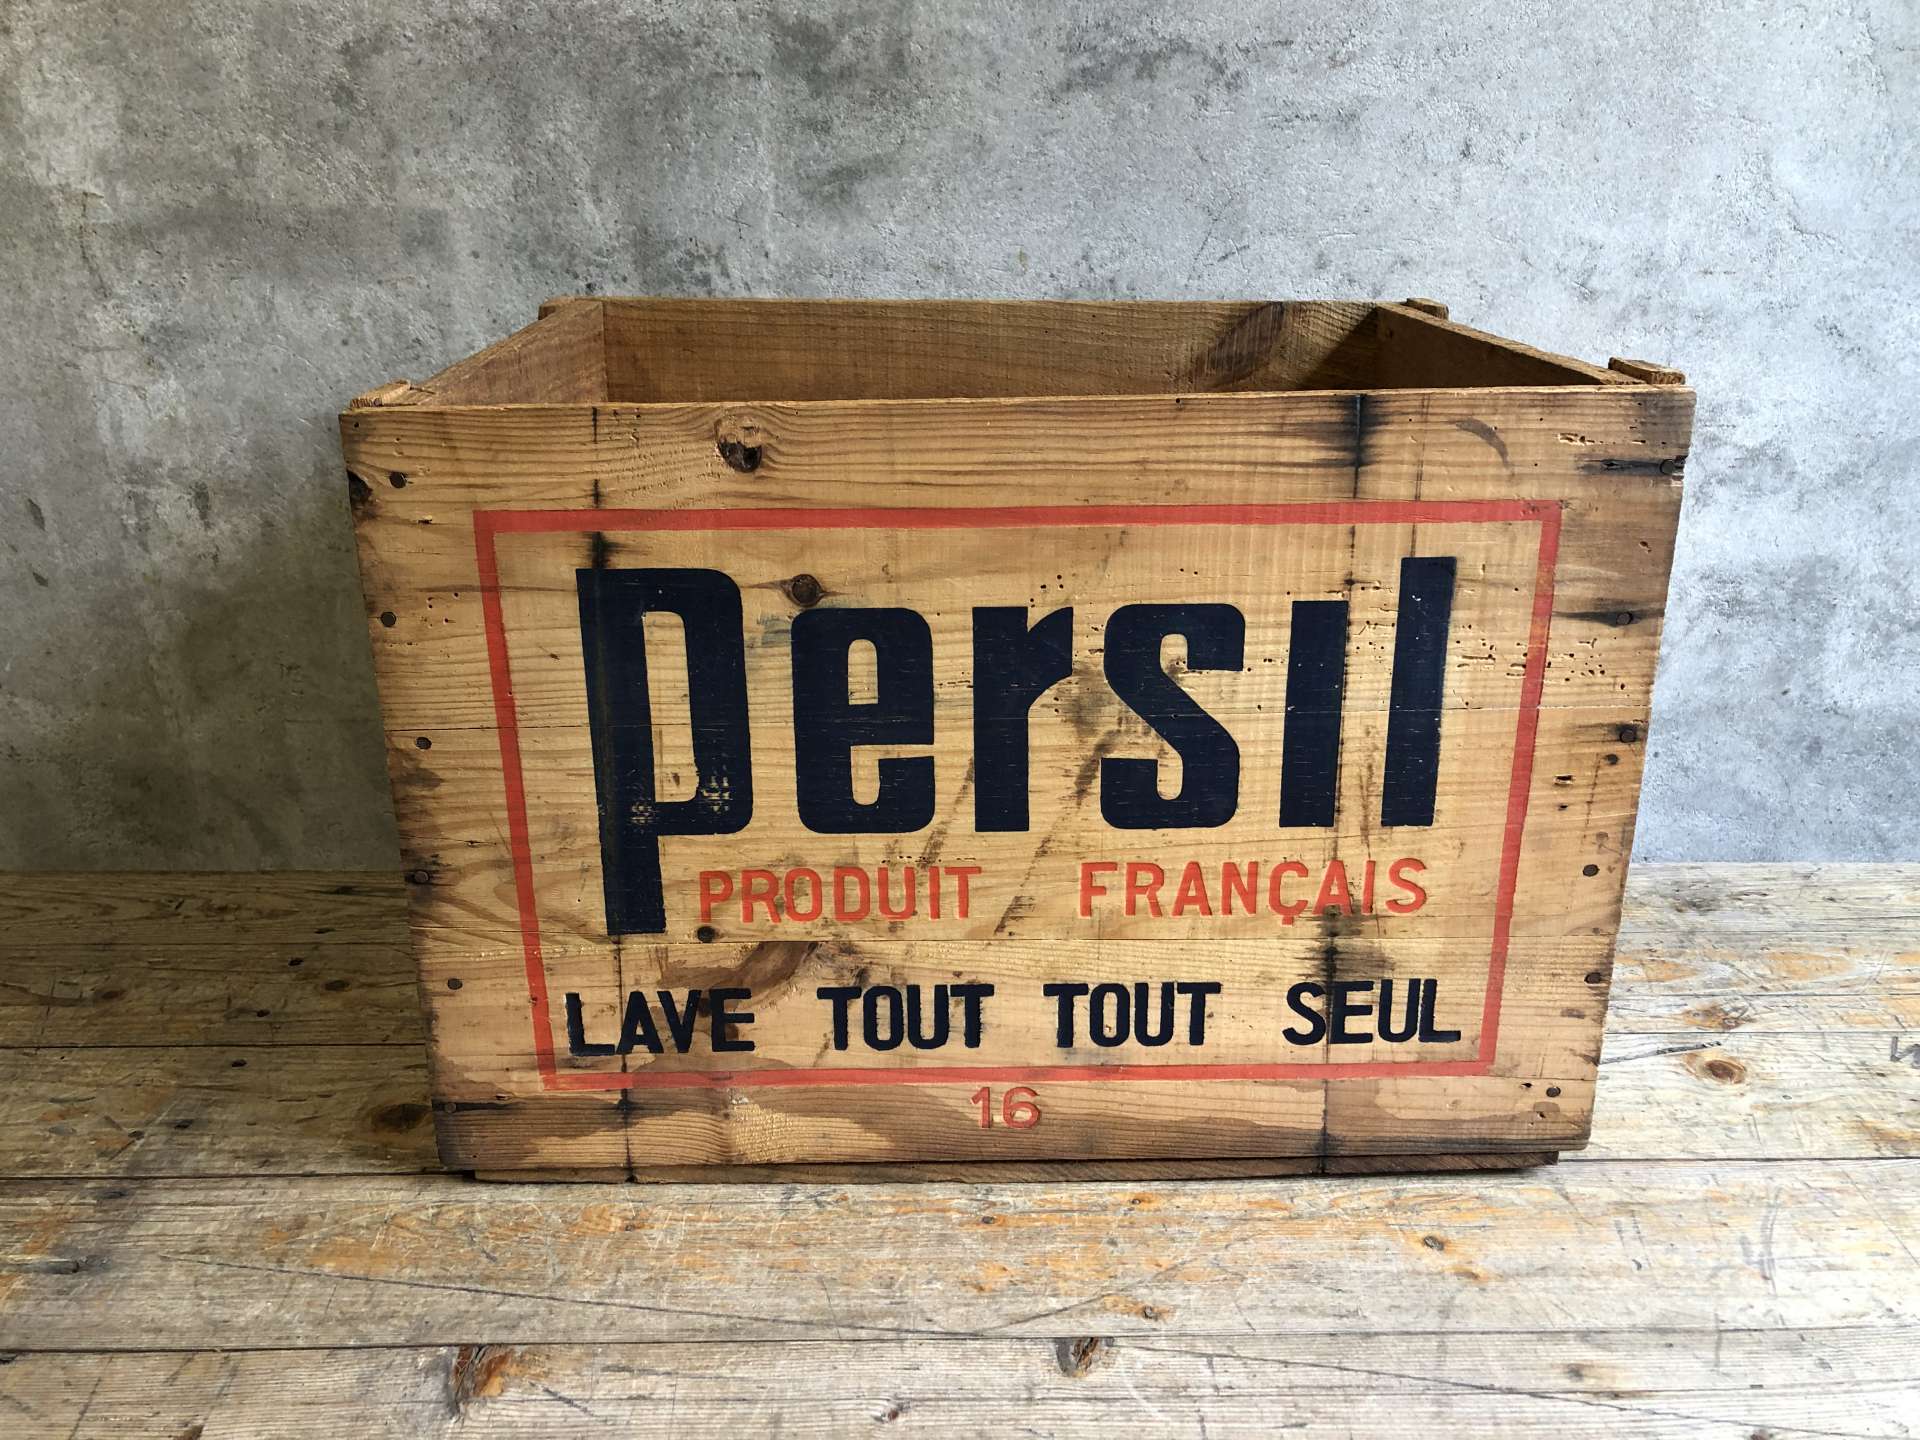 Persil
PRODUIT FRANÇAIS
LAVE TOUT TOUT SEUL
16